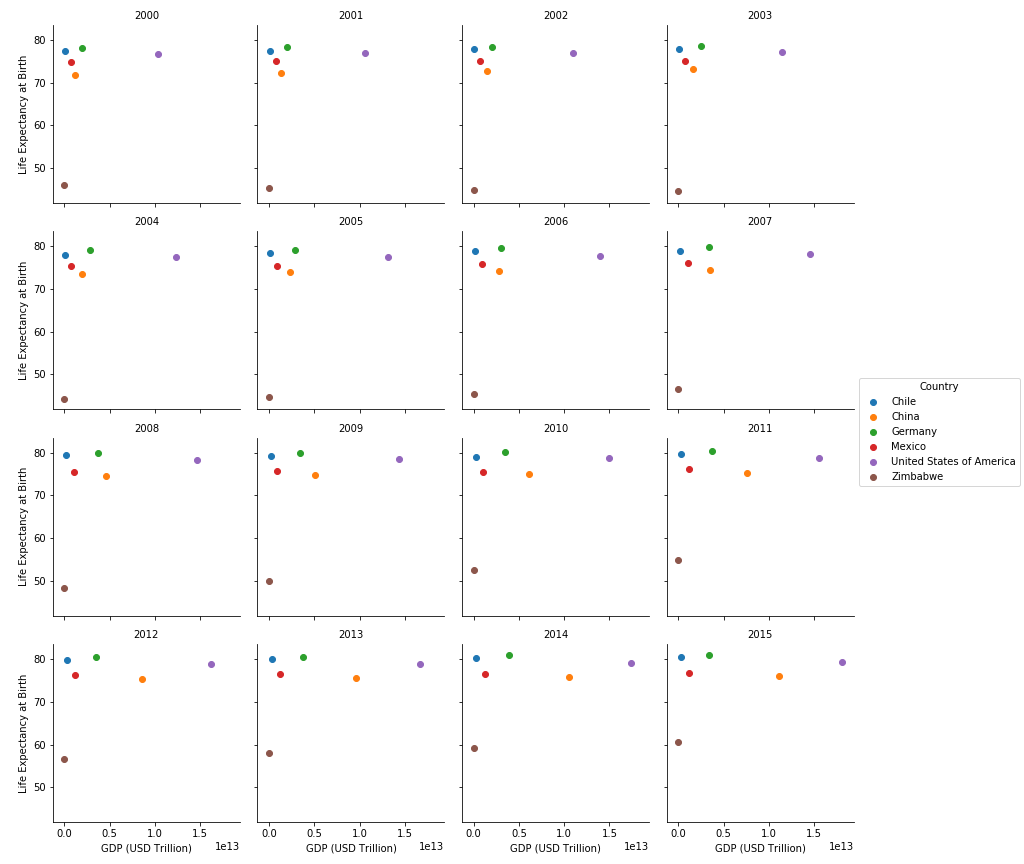 2000 2001 2002 2003
80
70
60
50
Life Expectancy at Birth
2004 2005 2006 2007
80
70
60
50
Life Expectancy at Birth
Country
Chile
China
Germany
Mexico
United States of America
Zimbabwe
2008 2009 2010 2011
80
70
60
50
Life Expectancy at Birth
2012 2013 2014 2015
80
70
60
50
Life Expectancy at Birth
0.0 0.5 1.0 1.5 0.0 0.5 1.0 1.5 0.0 0.5 1.0 1.5 0.0 0.5 1.0 1.5
GDP (USD Trillion) 1e13 GDP (USD Trillion) 1e13 GDP (USD Trillion) 1e13 GDP (USD Trillion) 1e13